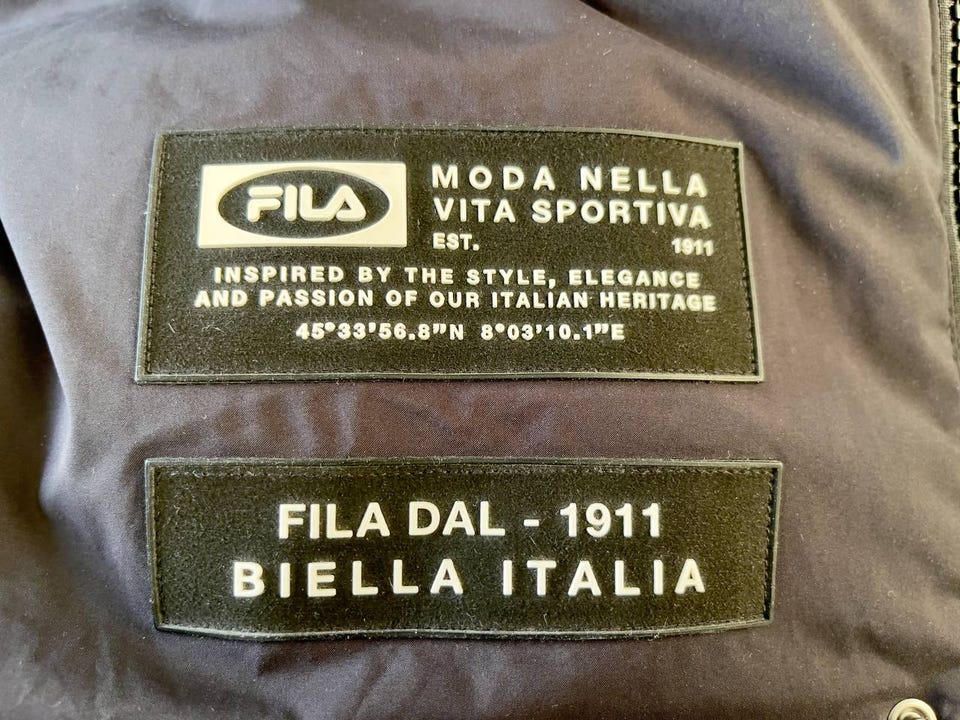 FILA
MODA NELLA
VITA SPORTIVA
EST. 1911
INSPIRED BY THE STYLE, ELEGANCE
AND PASSION OF OUR ITALIAN HERITAGE
45°33'56.8"N 8°03'10.1"E
FILA DAL - 1911
BIELLA ITALIA